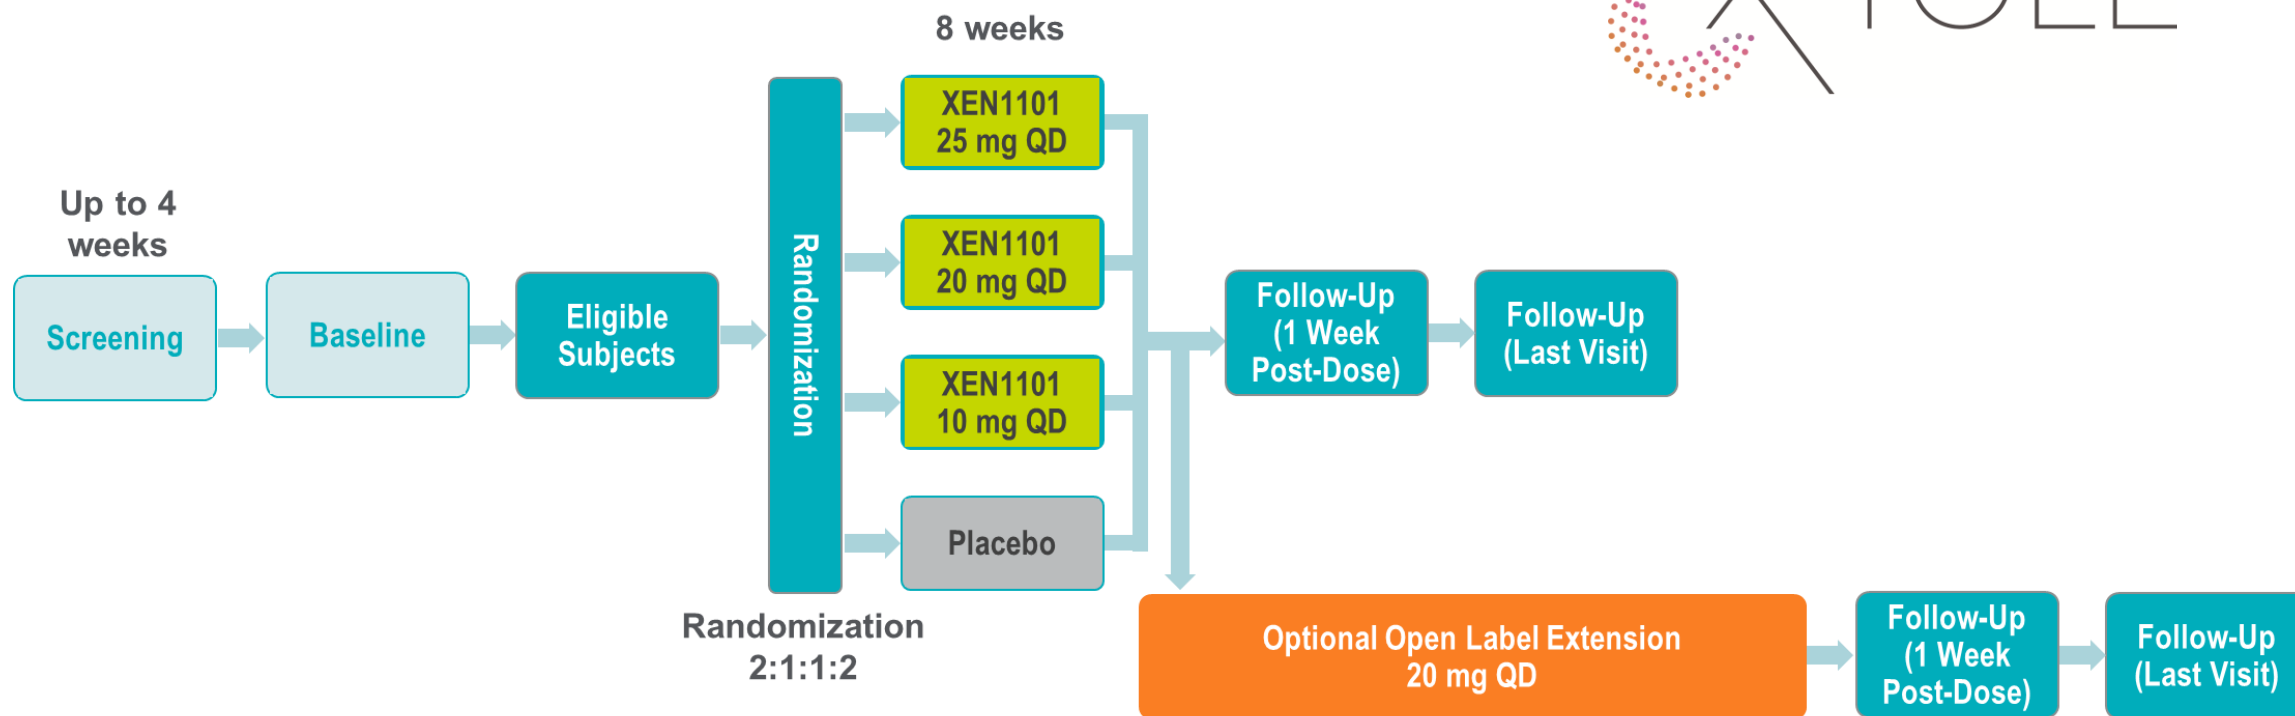 8 weeks
XEN1101
25 mg QD
Up to 4
weeks
XEN1101
20 mg QD
Randomization
Screening
Baseline
Eligible
Subjects
Follow-Up
(1 Week
Post-Dose)
Follow-Up
(Last Visit)
XEN1101
10 mg QD
Placebo
Randomization
2:1:1:2
Optional Open Label Extension
20 mg QD
Follow-Up
(1 Week
Post-Dose)
Follow-Up
(Last Visit)